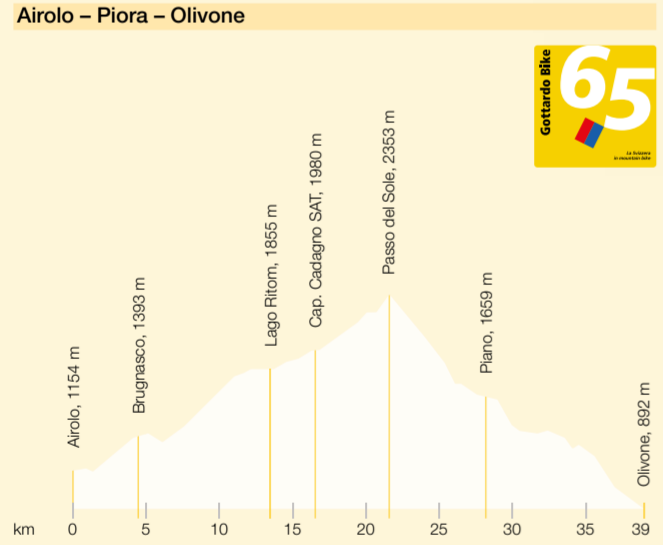 Airolo – Piora – Olivone
Gottardo Bike
65
La Svizzera
in mountain bike
Airolo, 1154 m
Brugnasco, 1393 m
Lago Ritom, 1855 m
Cap. Cadagno SAT, 1980 m
Passo del Sole, 2353 m
Piano, 1659 m
Olivone, 892 m
km 0 5 10 15 20 25 30 35 39